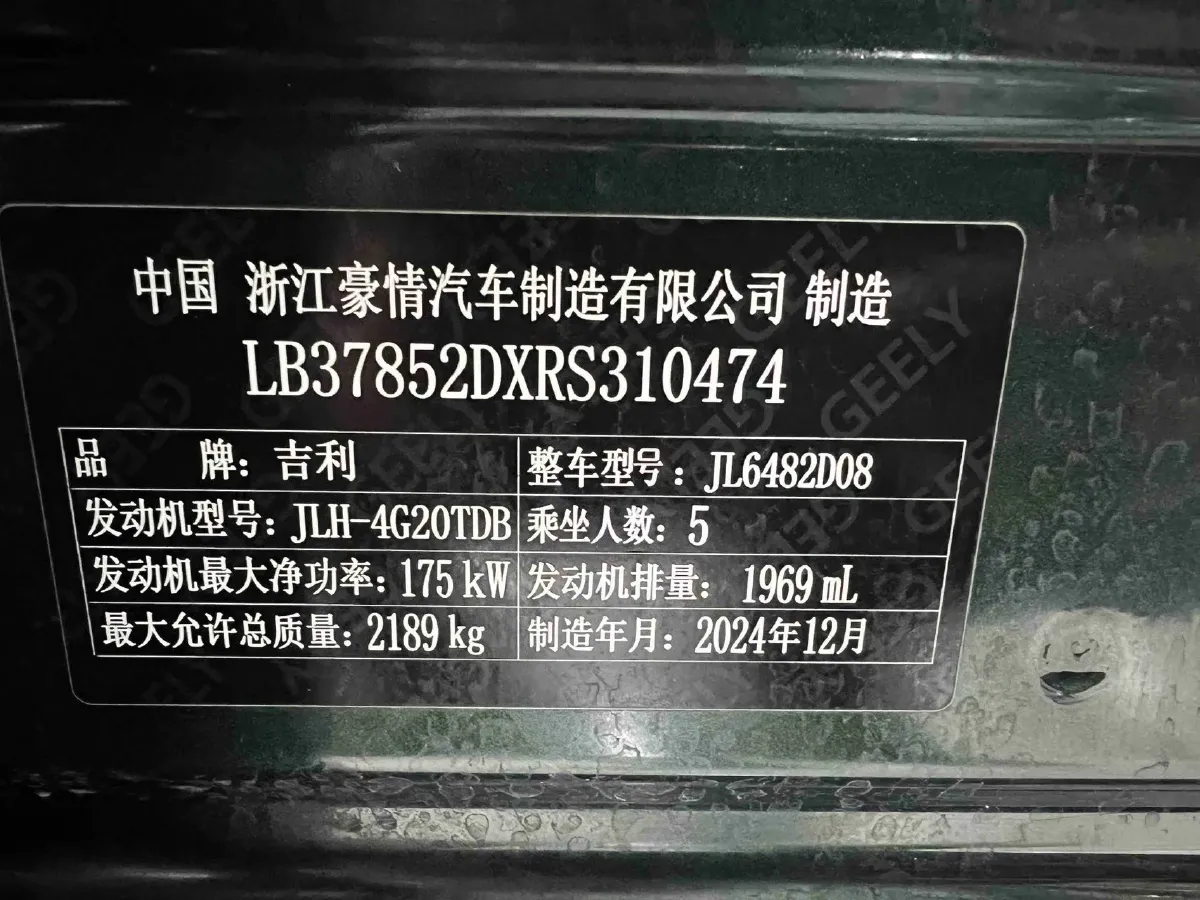 中国 浙江豪情汽车制造有限公司 制造
LB37852DXRS310474
品 牌：吉利 整车型号：JL6482D08
发动机型号：JLH-4G20TDB 乘坐人数：5
发动机最大净功率：175 kW 发动机排量： 1969 mL
最大允许总质量：2189 kg 制造年月：2024年12月
GEELY
GEELY
GEELY